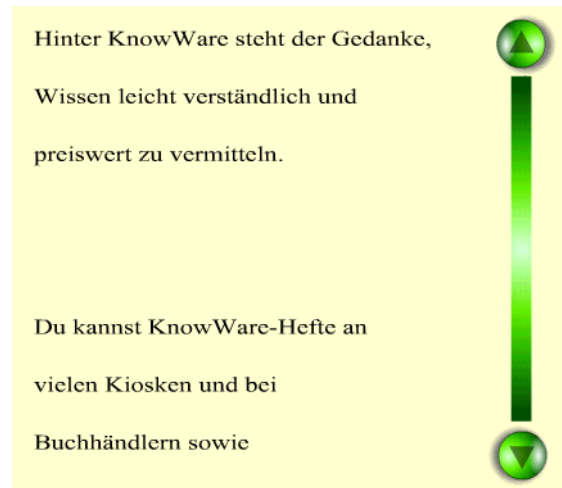 Hinter KnowWare steht der Gedanke,
Wissen leicht verständlich und
preiswert zu vermitteln.
Du kannst KnowWare-Hefte an
vielen Kiosken und bei
Buchhändlern sowie